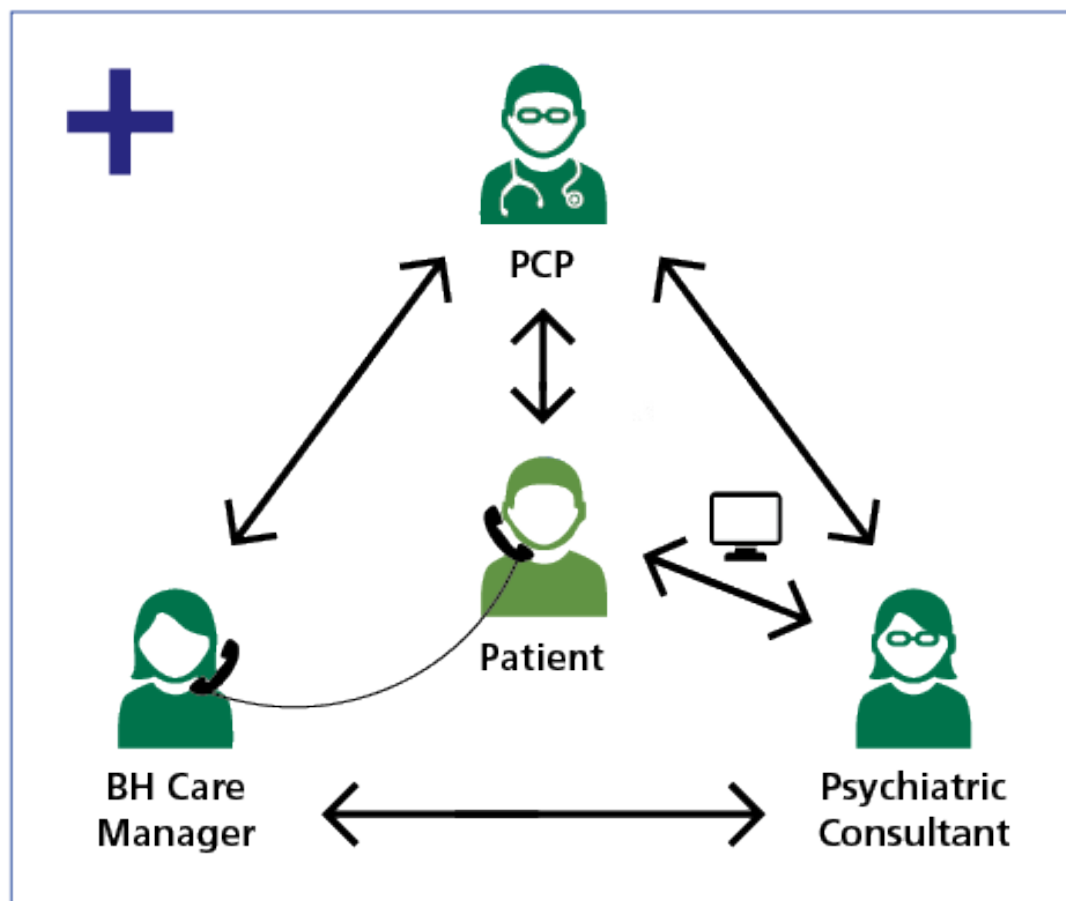 PCP
Patient
BH Care
Manager
Psychiatric
Consultant